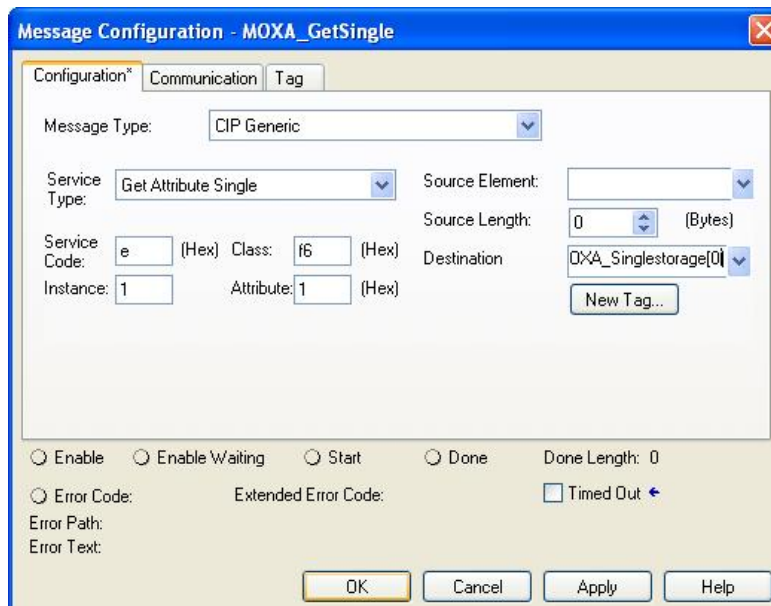 Message Configuration - MOXA_GetSingle
Configuration* Communication Tag
Message Type: CIP Generic
Service Type: Get Attribute Single
Source Element:
Source Length: 0 (Bytes)
Service Code: e (Hex) Class: f6 (Hex)
Destination OXA_Singlestorage[0]
Instance: 1 Attribute: 1 (Hex)
New Tag...
Enable Enable Waiting Start Done Done Length: 0
Error Code: Extended Error Code: Timed Out ←
Error Path:
Error Text:
OK Cancel Apply Help